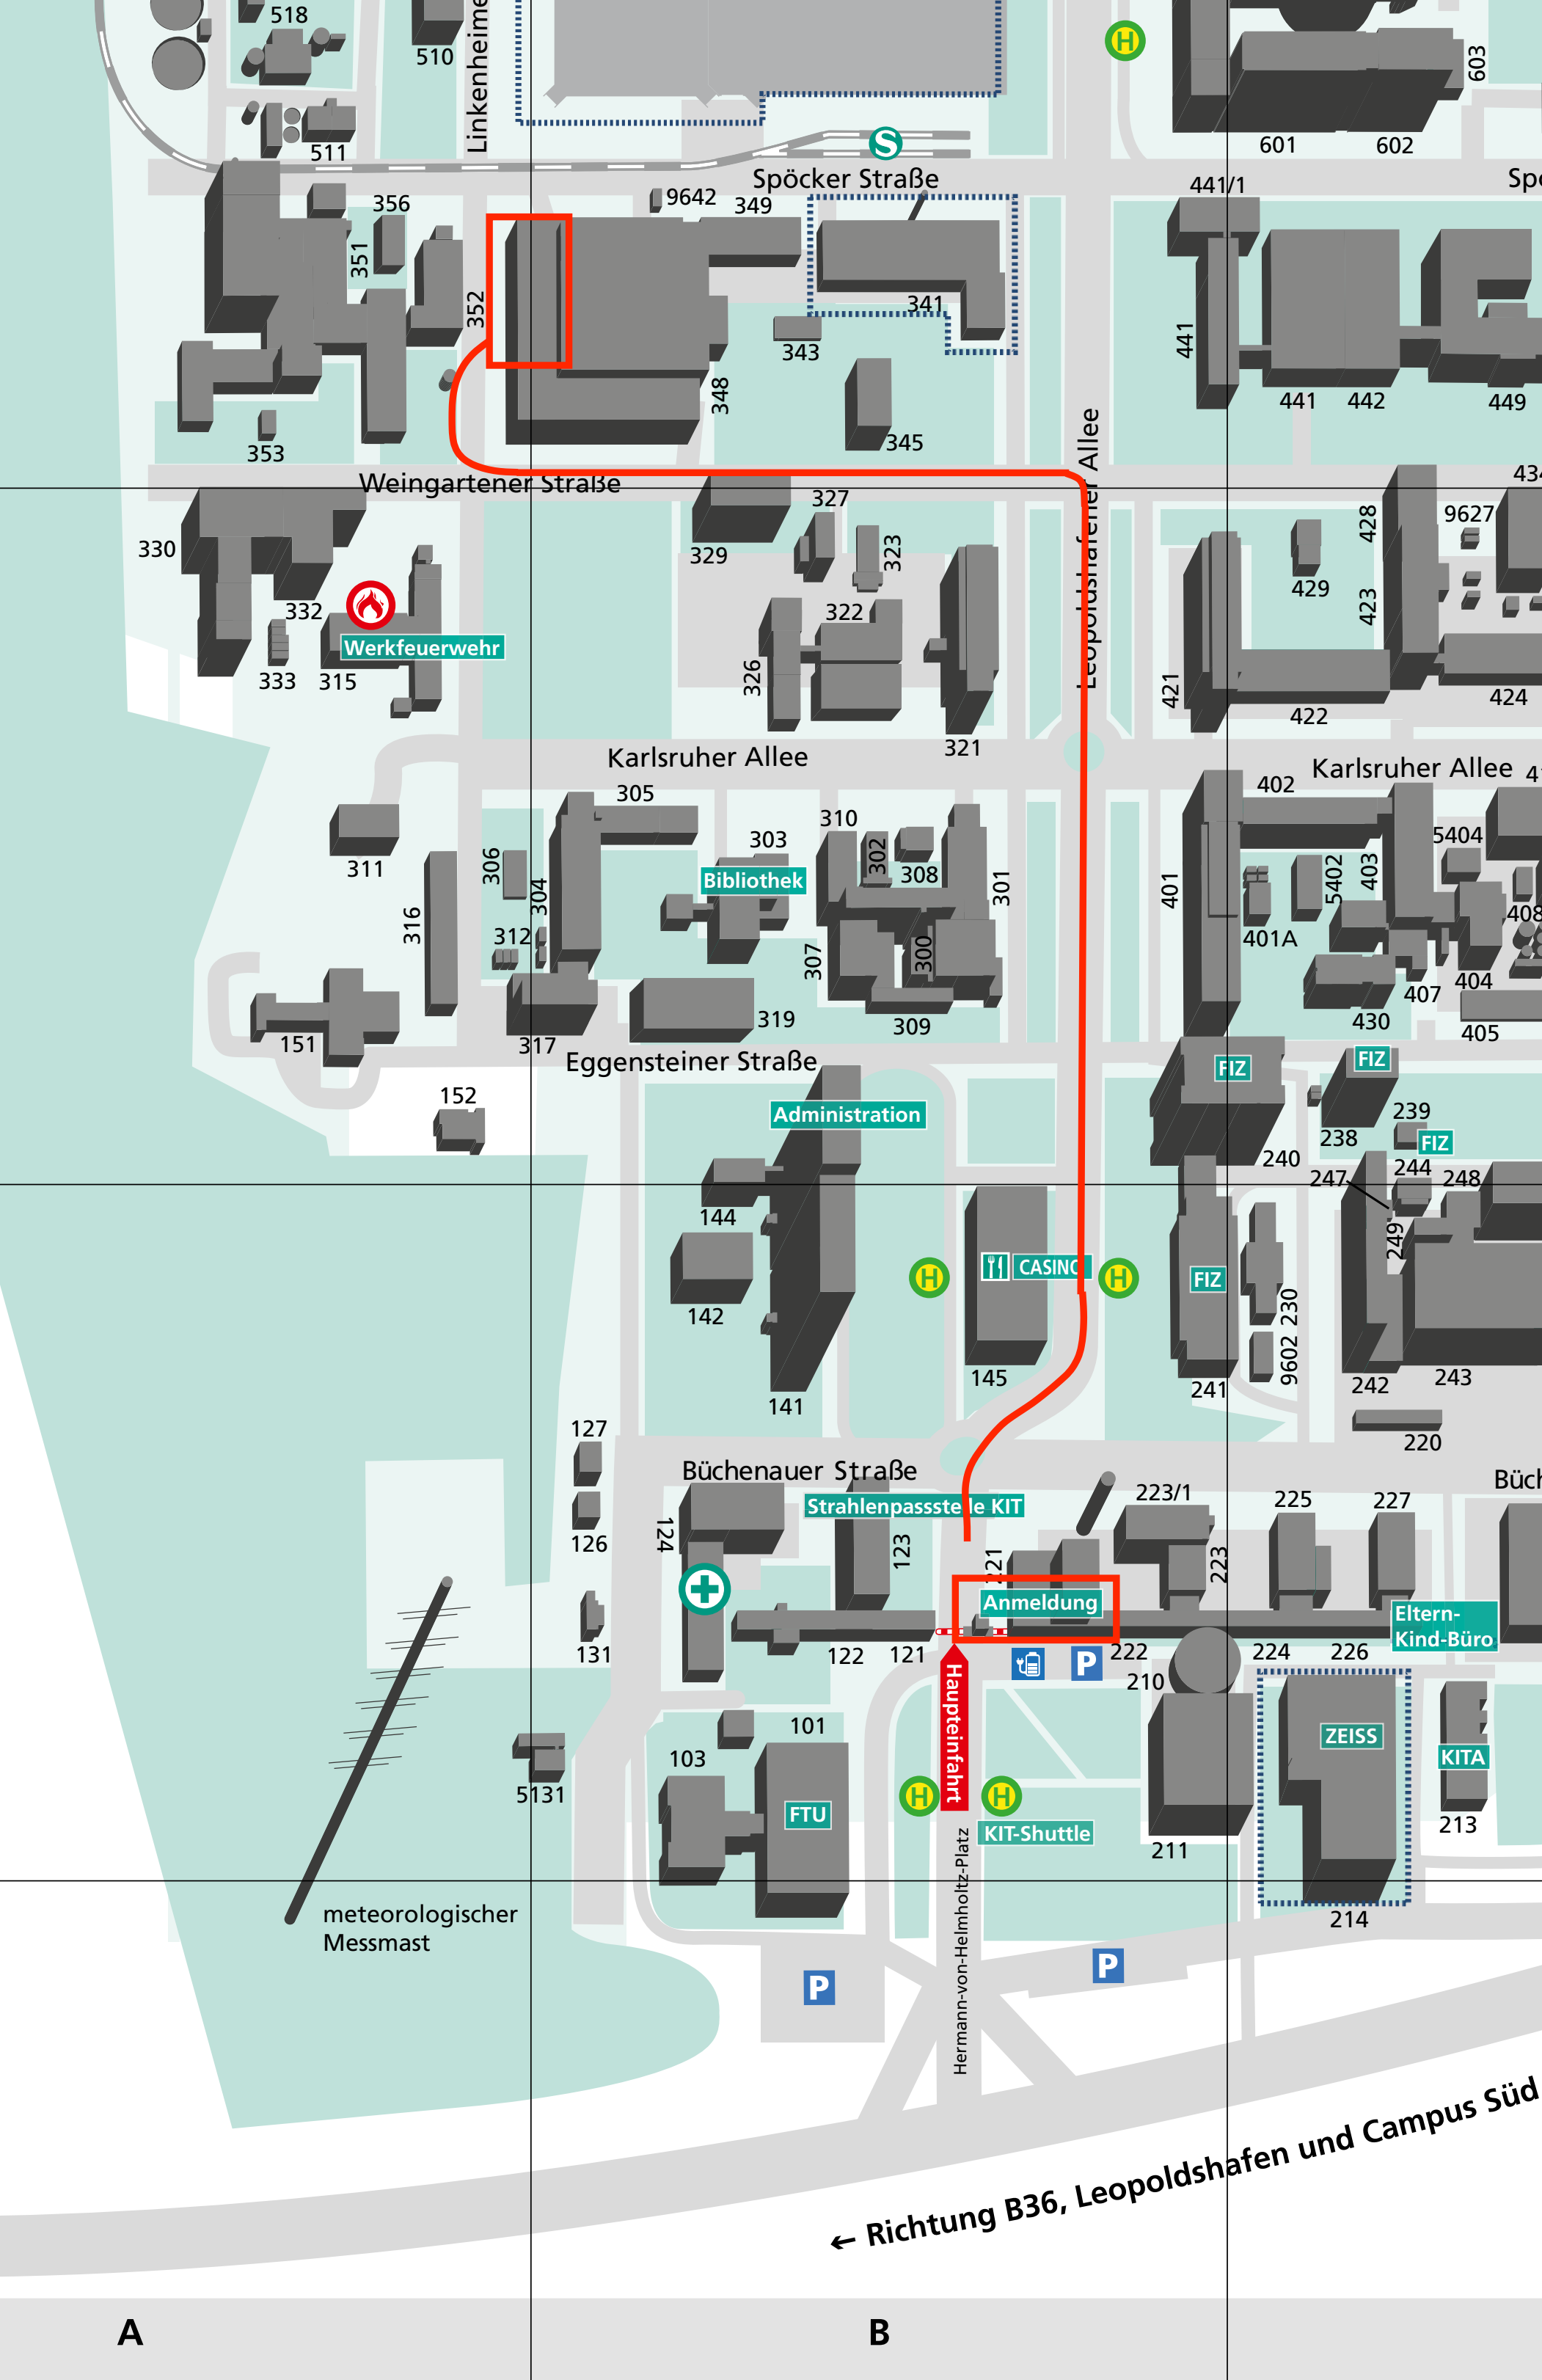 518
510
Linkenheime
511
603
601
602
H
S
Spöcker Straße
Spö
9642
349
441/1
356
351
352
341
343
348
345
441
441
442
449
353
Leopoldshafener Allee
Weingartener Straße
330
332
Werkfeuerwehr
333
315
329
327
323
322
326
321
428
434
9627
429
423
421
422
424
Karlsruher Allee
Karlsruher Allee
305
402
311
306
304
303
Bibliothek
310
302
308
301
316
312
307
300
401
5402
403
5404
401A
408
404
407
151
317
319
309
430
405
Eggensteiner Straße
FIZ
FIZ
152
Administration
239
238
FIZ
240
247
244
248
249
144
142
H
CASINO
H
FIZ
230
9602
145
141
241
242
243
220
127
Büchenauer Straße
Büch
126
124
Strahlenpassstelle KIT
123
221
223/1
223
225
227
Anmeldung
Eltern-
Kind-Büro
131
122
121
P
222
210
224
226
Haupteinfahrt
101
103
5131
FTU
H
H
KIT-Shuttle
ZEISS
KITA
211
213
214
Hermann-von-Helmholtz-Platz
meteorologischer
Messmast
P
P
← Richtung B36, Leopoldshafen und Campus Süd
A
B